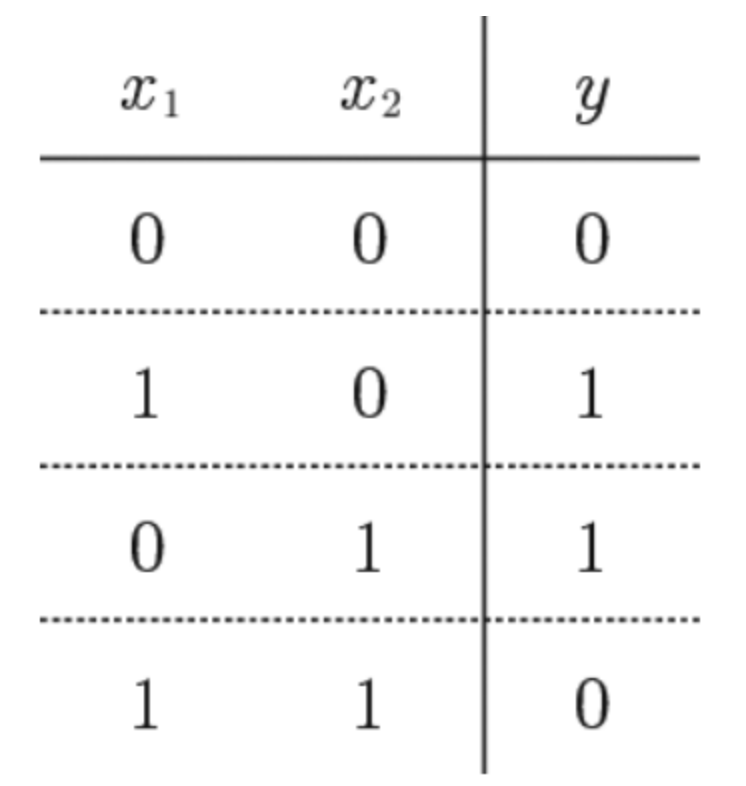 x₁ x₂ y
0 0 0
1 0 1
0 1 1
1 1 0